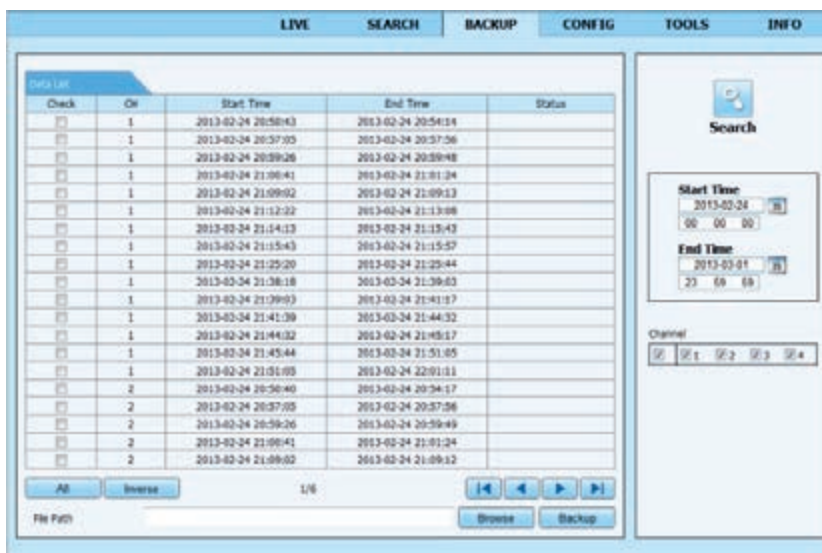 LIVE SEARCH BACKUP CONFIG TOOLS INFO
Data List
Check CH Start Time End Time Status
1 2013-02-24 20:50:43 2013-02-24 20:54:14
1 2013-02-24 20:57:05 2013-02-24 20:57:56
1 2013-02-24 20:59:26 2013-02-24 20:59:48
1 2013-02-24 21:00:41 2013-02-24 21:01:24
1 2013-02-24 21:09:02 2013-02-24 21:09:13
1 2013-02-24 21:12:22 2013-02-24 21:13:08
1 2013-02-24 21:14:13 2013-02-24 21:15:43
1 2013-02-24 21:15:43 2013-02-24 21:15:57
1 2013-02-24 21:25:20 2013-02-24 21:25:44
1 2013-02-24 21:38:18 2013-02-24 21:39:03
1 2013-02-24 21:39:03 2013-02-24 21:41:17
1 2013-02-24 21:41:39 2013-02-24 21:44:32
1 2013-02-24 21:44:32 2013-02-24 21:45:17
1 2013-02-24 21:45:44 2013-02-24 21:51:05
1 2013-02-24 21:51:05 2013-02-24 22:01:11
2 2013-02-24 20:50:40 2013-02-24 20:54:17
2 2013-02-24 20:57:05 2013-02-24 20:57:56
2 2013-02-24 20:59:26 2013-02-24 20:59:49
2 2013-02-24 21:00:41 2013-02-24 21:01:24
2 2013-02-24 21:09:02 2013-02-24 21:09:12
All Inverse 1/6
File Path Browse Backup
Search
Start Time
2013-02-24
00 00 00
End Time
2013-03-01
23 59 59
Channel
1 2 3 4